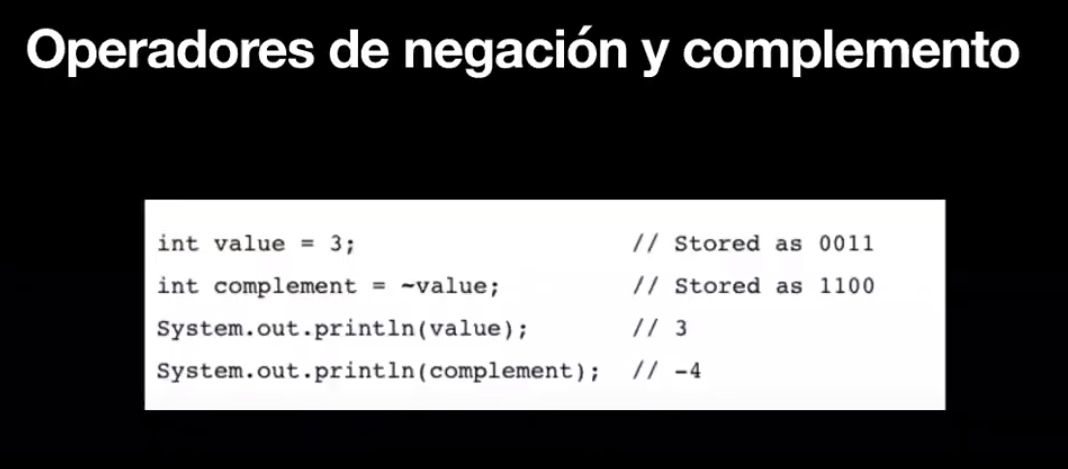 Operadores de negación y complemento
int value = 3; // Stored as 0011
int complement = ~value; // Stored as 1100
System.out.println(value); // 3
System.out.println(complement); // -4